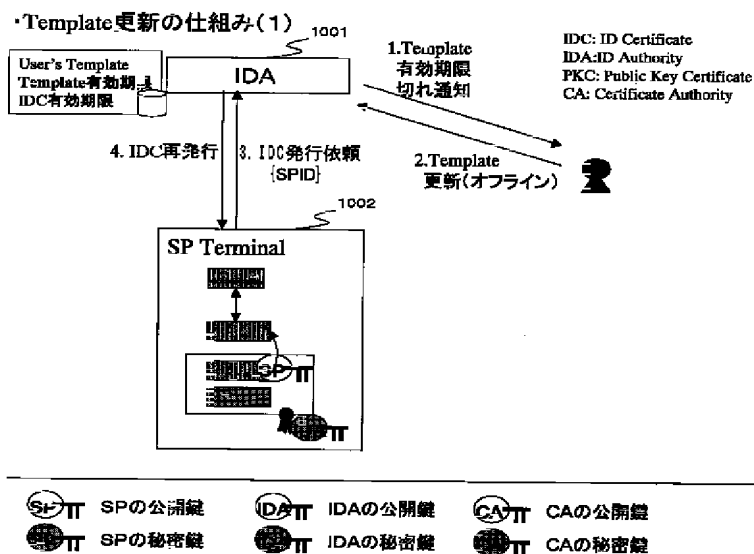 ・Template更新の仕組み(1)
1001
User's Template
Template有効期
IDC有効期限
IDA
1.Template
有効期限
切れ通知
IDC: ID Certificate
IDA:ID Authority
PKC: Public Key Certificate
CA: Certificate Authority
4. IDC再発行
3. IDC発行依頼
{SPID}
2.Template
更新(オフライン)
1002
SP Terminal
SP
SP SPの公開鍵
IDA IDAの公開鍵
CA CAの公開鍵
SPの秘密鍵
IDAの秘密鍵
CAの秘密鍵